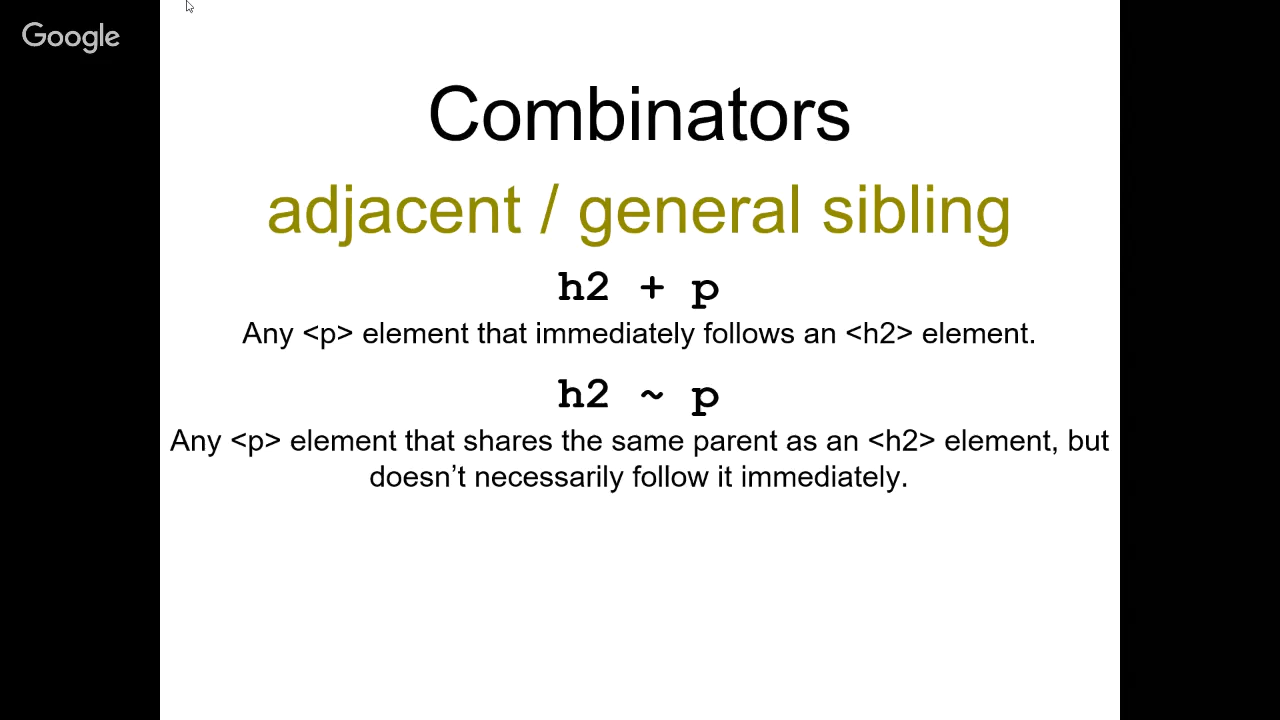 Google
Combinators
adjacent / general sibling
h2 + p
Any <p> element that immediately follows an <h2> element.
h2 ~ p
Any <p> element that shares the same parent as an <h2> element, but
doesn’t necessarily follow it immediately.